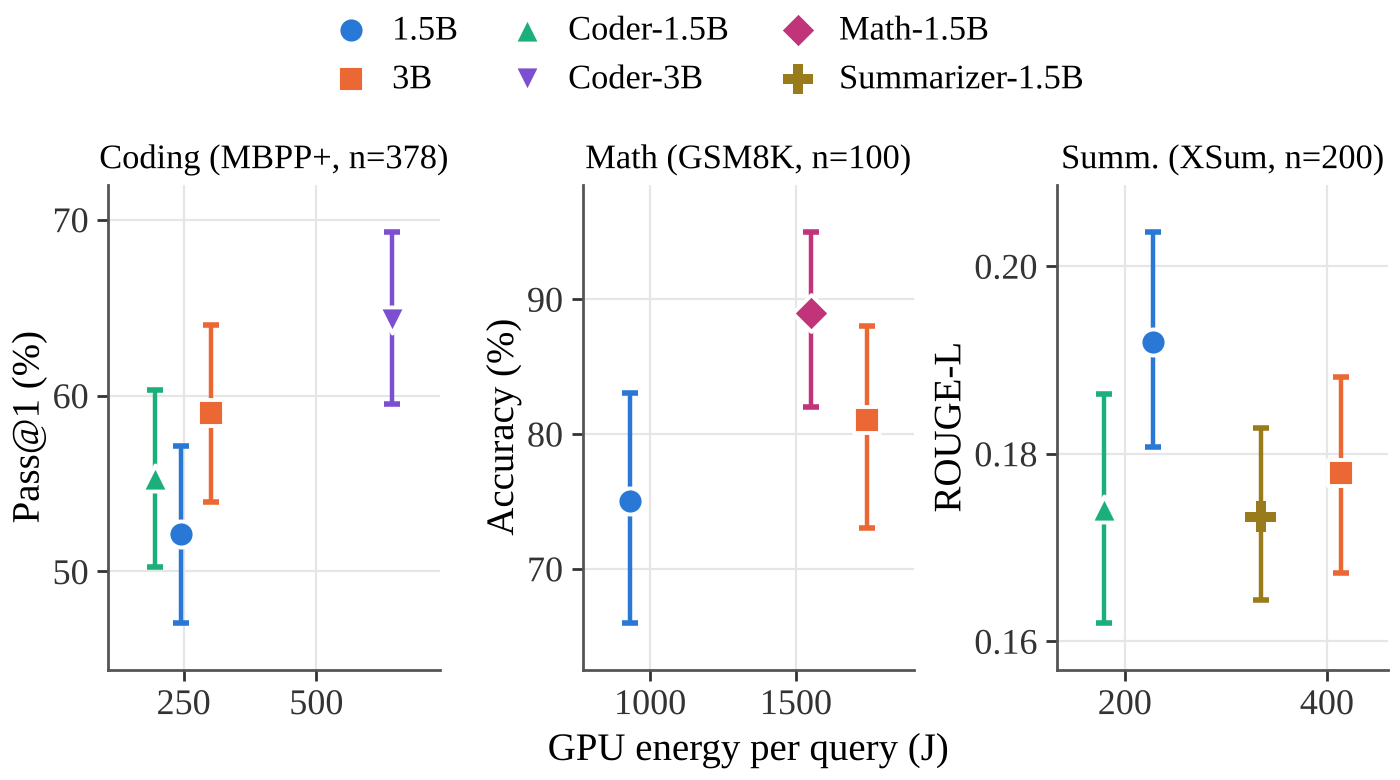 1.5B
Coder-1.5B
Math-1.5B
3B
Coder-3B
Summarizer-1.5B
Coding (MBPP+, n=378)
Math (GSM8K, n=100)
Summ. (XSum, n=200)
Pass@1 (%)
70
60
50
250
500
Accuracy (%)
90
80
70
1000
1500
ROUGE-L
0.20
0.18
0.16
200
400
GPU energy per query (J)